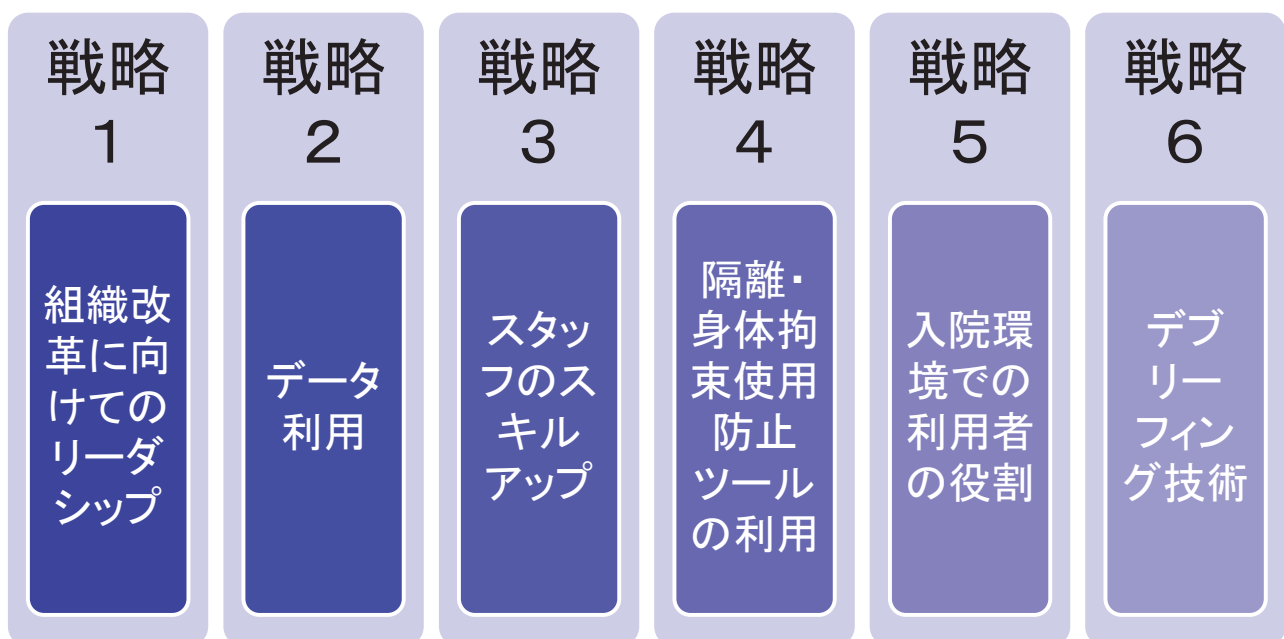 戦略
1
組織改
革に向
けての
リーダ
シップ
戦略
2
データ
利用
戦略
3
スタッ
フのス
キル
アップ
戦略
4
隔離・
身体拘
束使用
防止
ツール
の利用
戦略
5
入院環
境での
利用者
の役割
戦略
6
デブ
リー
フィン
グ技術